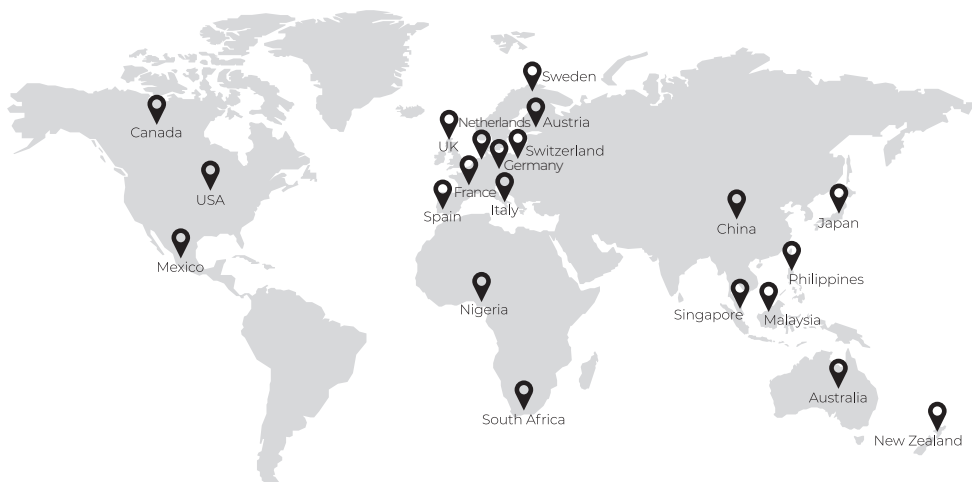 Sweden
Canada
Netherlands
Austria
UK
Switzerland
Germany
USA
France
Italy
Spain
China
Japan
Mexico
Philippines
Nigeria
Singapore
Malaysia
Australia
South Africa
New Zealand